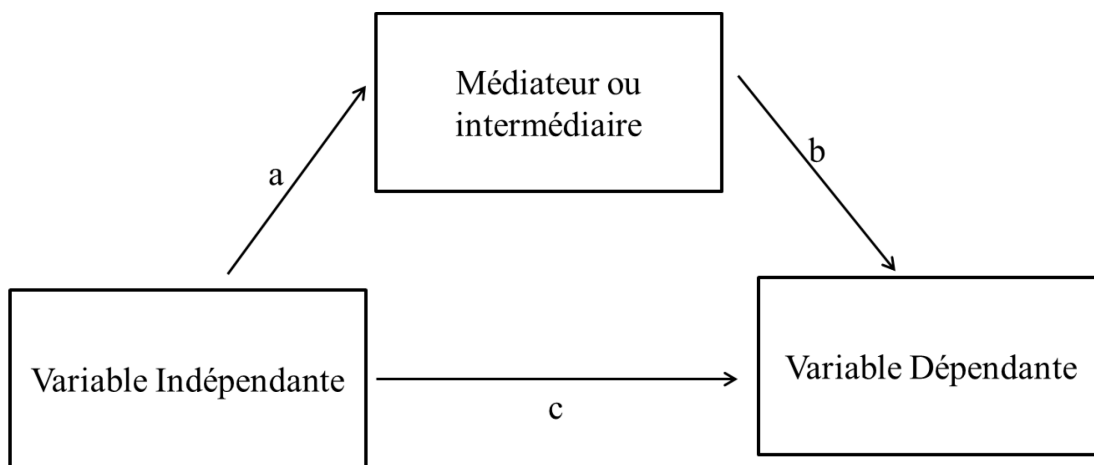 Médiateur ou
intermédiaire
a
b
Variable Indépendante
c
Variable Dépendante